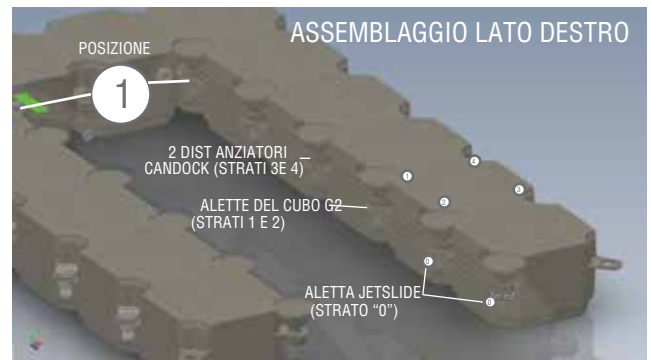 ASSEMBLAGGIO LATO DESTRO
POSIZIONE
1
2 DIST ANZIATORI
CANDOCK (STRATI 3E 4)
4
1
3
ALETTE DEL CUBO G2
(STRATI 1 E 2)
2
0
ALETTA JETSLIDE
(STRATO “0”)
0